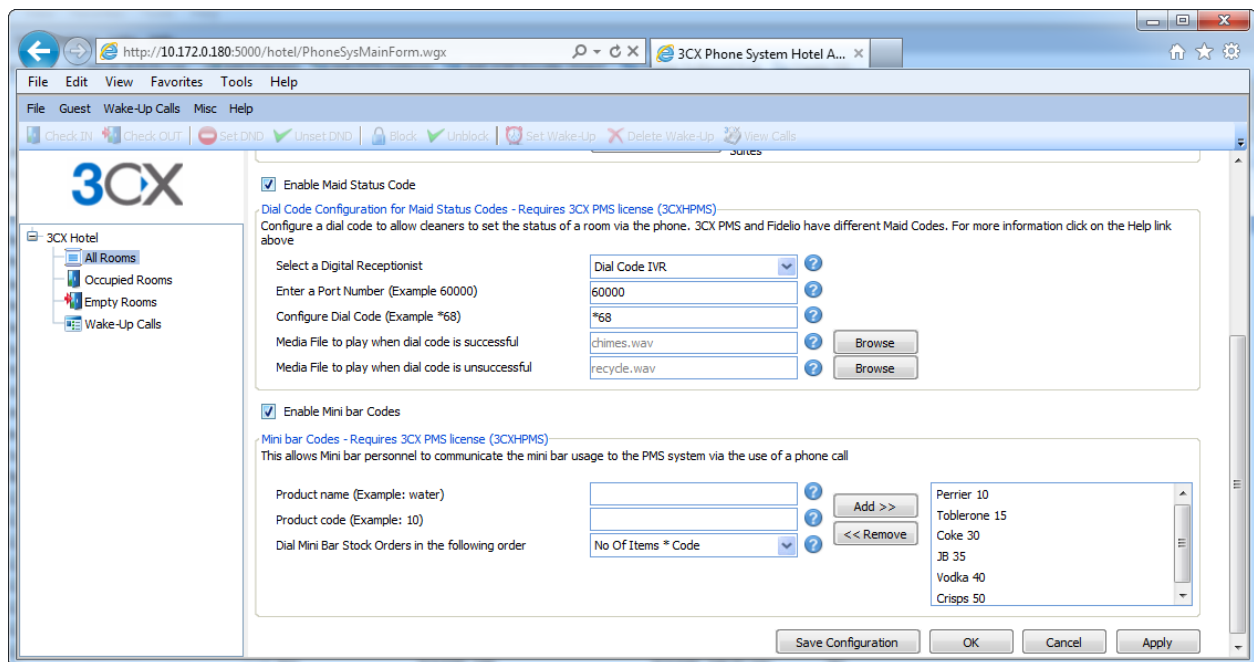 http://10.172.0.180:5000/hotel/PhoneSysMainForm.wgx
3CX Phone System Hotel A...
File Edit View Favorites Tools Help
File Guest Wake-Up Calls Misc Help
Check IN Check OUT Set DND Unset DND Block Unblock Set Wake-Up Delete Wake-Up View Calls
3CX
3CX Hotel
All Rooms
Occupied Rooms
Empty Rooms
Wake-Up Calls
Suites
Enable Maid Status Code
Dial Code Configuration for Maid Status Codes - Requires 3CX PMS license (3CXHPMS)
Configure a dial code to allow cleaners to set the status of a room via the phone. 3CX PMS and Fidelio have different Maid Codes. For more information click on the Help link
above
Select a Digital Receptionist Dial Code IVR
Enter a Port Number (Example 60000) 60000
Configure Dial Code (Example *68) *68
Media File to play when dial code is successful chimes.wav Browse
Media File to play when dial code is unsuccessful recycle.wav Browse
Enable Mini bar Codes
Mini bar Codes - Requires 3CX PMS license (3CXHPMS)
This allows Mini bar personnel to communicate the mini bar usage to the PMS system via the use of a phone call
Product name (Example: water) Add >>
Product code (Example: 10) << Remove
Dial Mini Bar Stock Orders in the following order No Of Items * Code
Perrier 10
Toblerone 15
Coke 30
JB 35
Vodka 40
Crisps 50
Save Configuration OK Cancel Apply